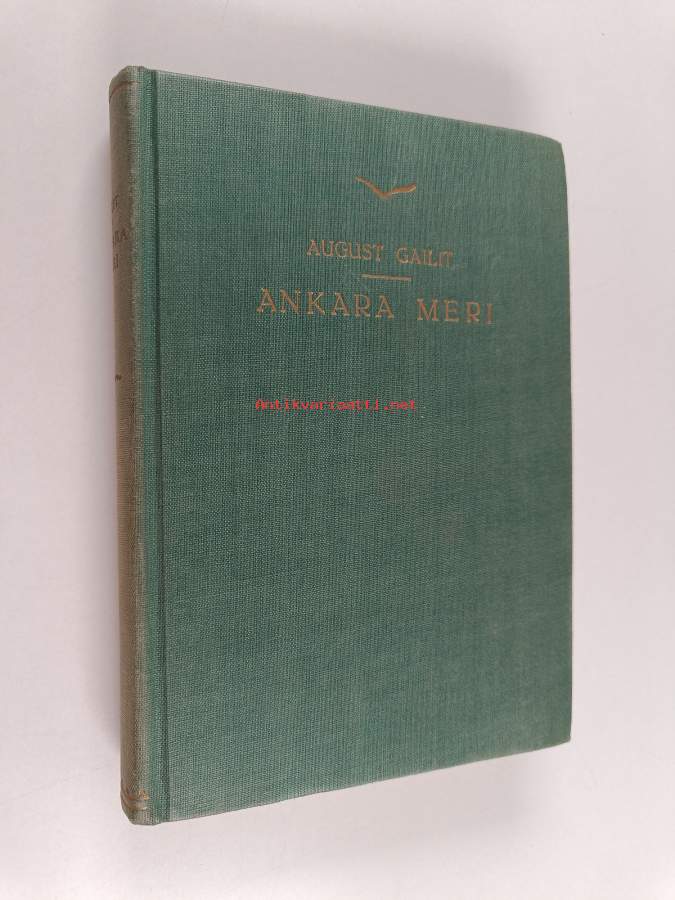 AUGUST GAILIT
ANKARA MERI
Antikvariaatti.net